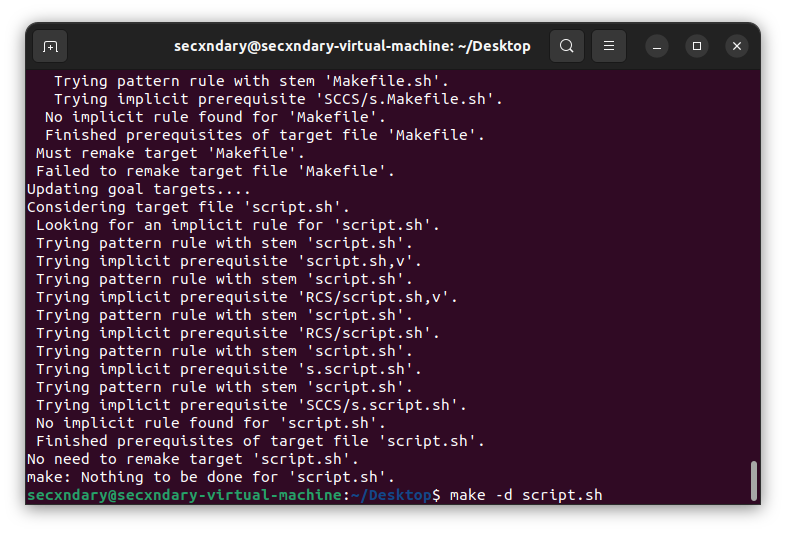 secxndary@secxndary-virtual-machine: ~/Desktop
Trying pattern rule with stem 'Makefile.sh'.
Trying implicit prerequisite 'SCCS/s.Makefile.sh'.
No implicit rule found for 'Makefile'.
Finished prerequisites of target file 'Makefile'.
Must remake target 'Makefile'.
Failed to remake target file 'Makefile'.
Updating goal targets....
Considering target file 'script.sh'.
Looking for an implicit rule for 'script.sh'.
Trying pattern rule with stem 'script.sh'.
Trying implicit prerequisite 'script.sh,v'.
Trying pattern rule with stem 'script.sh'.
Trying implicit prerequisite 'RCS/script.sh,v'.
Trying pattern rule with stem 'script.sh'.
Trying implicit prerequisite 'RCS/script.sh'.
Trying pattern rule with stem 'script.sh'.
Trying implicit prerequisite 's.script.sh'.
Trying pattern rule with stem 'script.sh'.
Trying implicit prerequisite 'SCCS/s.script.sh'.
No implicit rule found for 'script.sh'.
Finished prerequisites of target file 'script.sh'.
No need to remake target 'script.sh'.
make: Nothing to be done for 'script.sh'.
secxndary@secxndary-virtual-machine:~/Desktop$ make -d script.sh